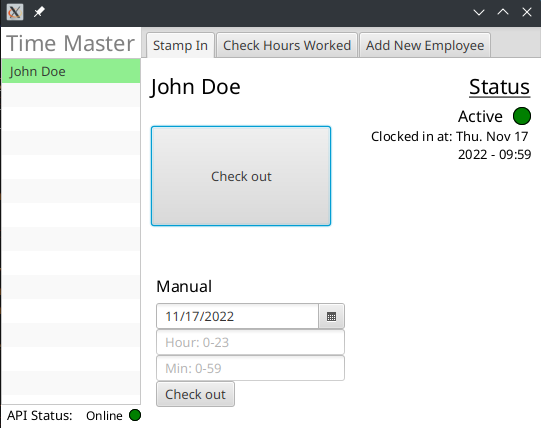 Time Master
Stamp In
Check Hours Worked
Add New Employee
John Doe
John Doe
Status
Active
Clocked in at: Thu. Nov 17
2022 - 09:59
Check out
Manual
11/17/2022
Hour: 0-23
Min: 0-59
Check out
API Status: Online